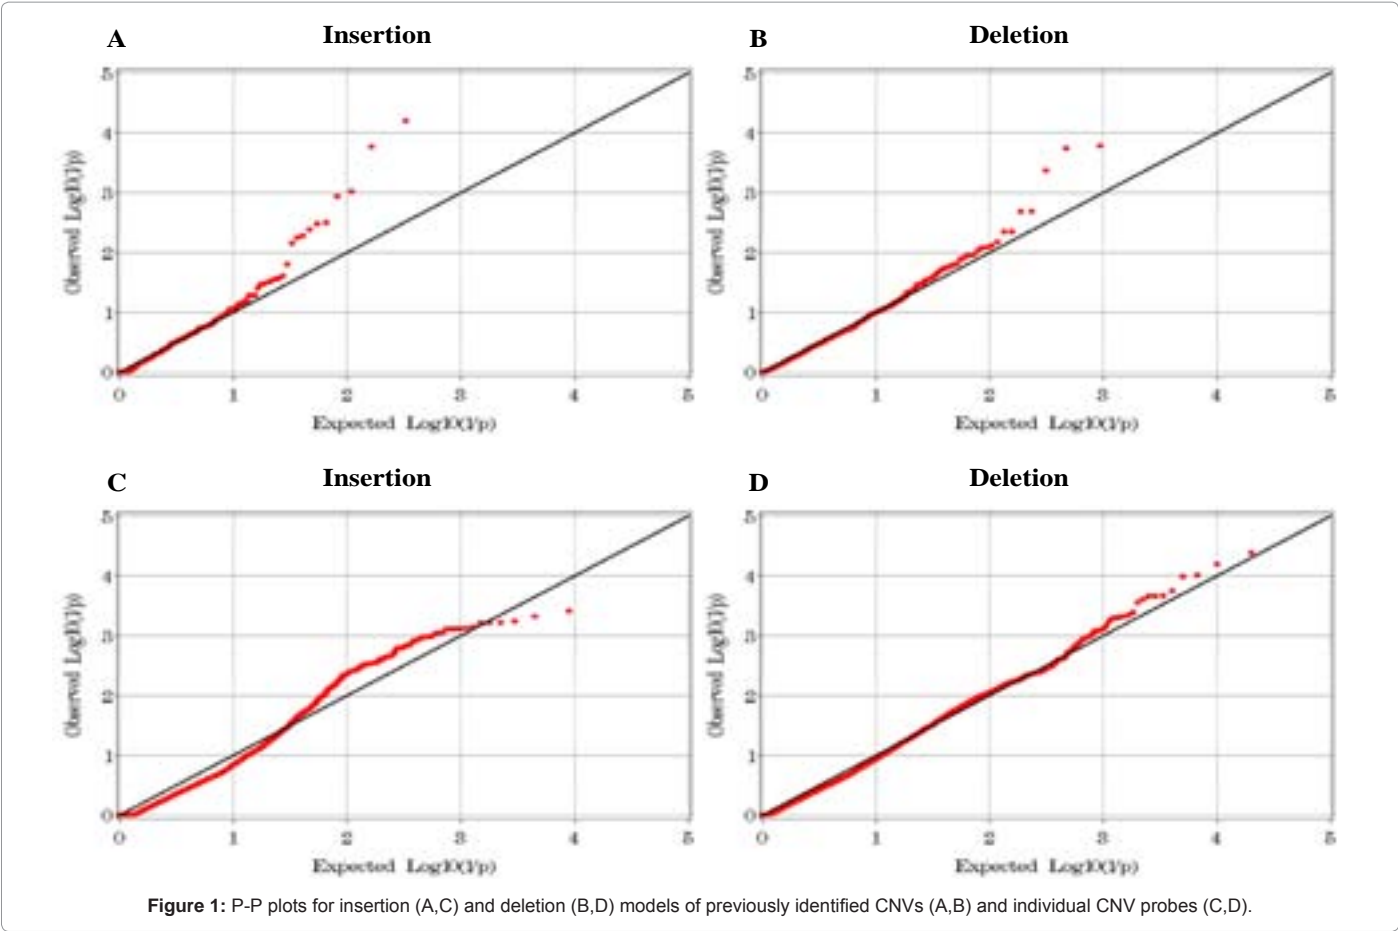 A
Insertion
B
Deletion
5
4
3
2
1
0
Observed Log10(1/p)
0 1 2 3 4 5
Expected Log10(1/p)
5
4
3
2
1
0
Observed Log10(1/p)
0 1 2 3 4 5
Expected Log10(1/p)
C
Insertion
D
Deletion
5
4
3
2
1
0
Observed Log10(1/p)
0 1 2 3 4 5
Expected Log10(1/p)
5
4
3
2
1
0
Observed Log10(1/p)
0 1 2 3 4 5
Expected Log10(1/p)
Figure 1: P-P plots for insertion (A,C) and deletion (B,D) models of previously identified CNVs (A,B) and individual CNV probes (C,D).